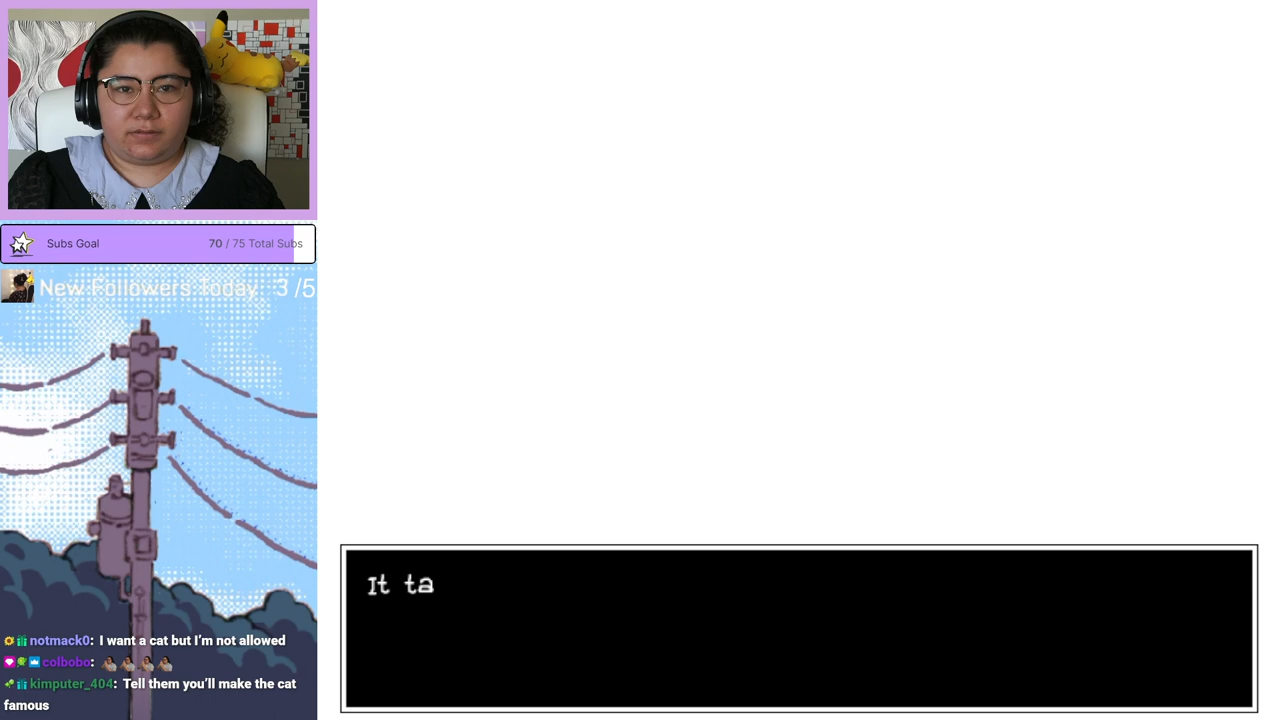 Subs Goal 70 / 75 Total Subs
New Followers Today 3 /5
notmack0: I want a cat but I'm not allowed
colbobo:
kimputer_404: Tell them you'll make the cat
famous
It ta